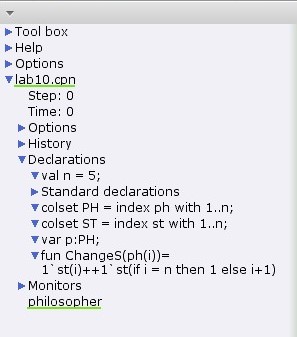 Tool box
Help
Options
lab10.cpn
Step: 0
Time: 0
Options
History
Declarations
val n = 5;
Standard declarations
colset PH = index ph with 1..n;
colset ST = index st with 1..n;
var p:PH;
fun ChangeS(ph(i))=
1`st(i)++1`st(if i = n then 1 else i+1)
Monitors
philosopher